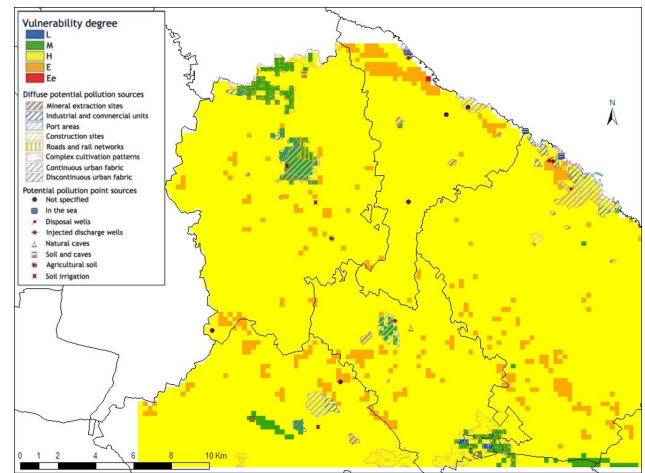 Vulnerability degree
L
M
H
E
Ee
Diffuse potential pollution sources
Mineral extraction sites
Industrial and commercial units
Port areas
Construction sites
Roads and rail networks
Complex cultivation patterns
Continuous urban fabric
Discontinuous urban fabric
Potential pollution point sources
Not specified
In the sea
Disposal wells
Injected discharge wells
Natural caves
Soil and caves
Agricultural soil
Soil irrigation
N
0 1 2 4 6 8 10 Km